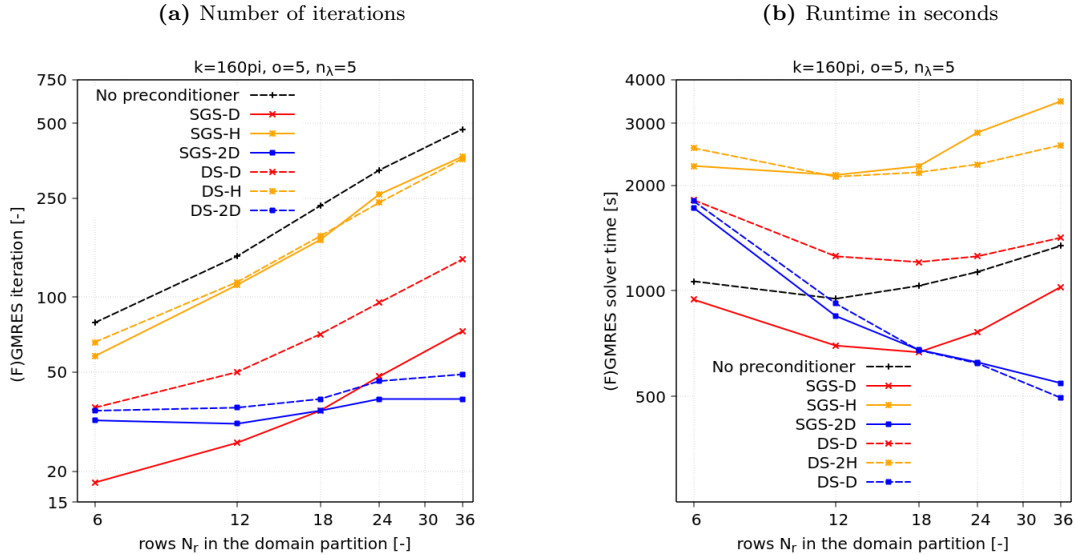 (a) Number of iterations
k=160pi, o=5, nλ=5
(F)GMRES iteration [-]
750
500
250
100
50
20
15
No preconditioner
SGS-D
SGS-H
SGS-2D
DS-D
DS-H
DS-2D
6 12 18 24 30 36
rows Nr in the domain partition [-]
(b) Runtime in seconds
k=160pi, o=5, nλ=5
(F)GMRES solver time [s]
4000
3000
2000
1000
500
No preconditioner
SGS-D
SGS-H
SGS-2D
DS-D
DS-2H
DS-D
6 12 18 24 30 36
rows Nr in the domain partition [-]